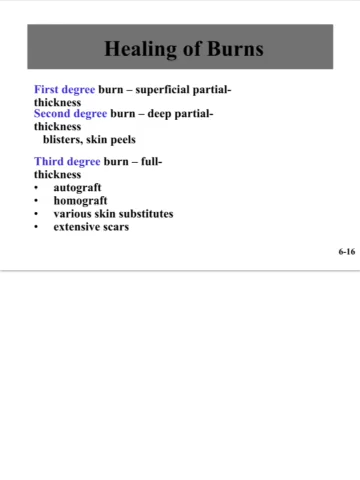 Healing of Burns
First degree burn – superficial partial-
thickness
Second degree burn – deep partial-
thickness
blisters, skin peels
Third degree burn – full-
thickness
• autograft
• homograft
• various skin substitutes
• extensive scars
6-16